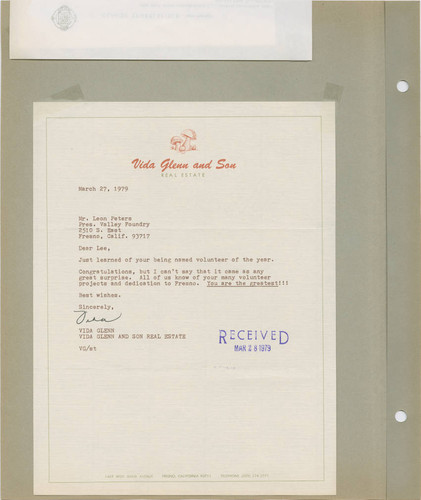 Vida Glenn and Son
REAL ESTATE
March 27, 1979
Mr. Leon Peters
Pres. Valley Foundry
2510 S. East
Fresno, Calif. 93717
Dear Lee,
Just learned of your being named volunteer of the year.
Congratulations, but I can't say that it came as any
great surprise. All of us know of your many volunteer
projects and dedication to Fresno. You are the greatest!!!
Best wishes.
Sincerely,
Vida
VIDA GLENN
VIDA GLENN AND SON REAL ESTATE
VG/mt
RECEIVED
MAR 28 1979